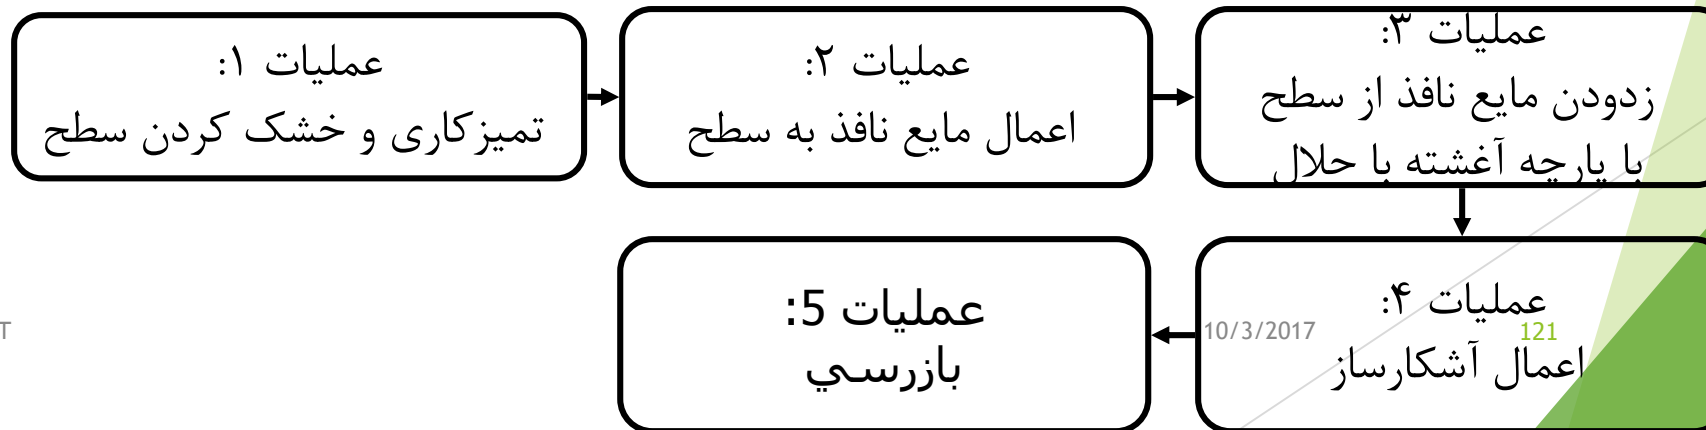 عملیات ۱:
تمیزکاری و خشک کردن سطح
عملیات ۲:
اعمال مایع نافذ به سطح
عملیات ۳:
زدودن مایع نافذ از سطح
با پارچه آغشته با حلال
عملیات ۴:
اعمال آشکارساز
عملیات 5:
بازرسي
T
10/3/2017
121